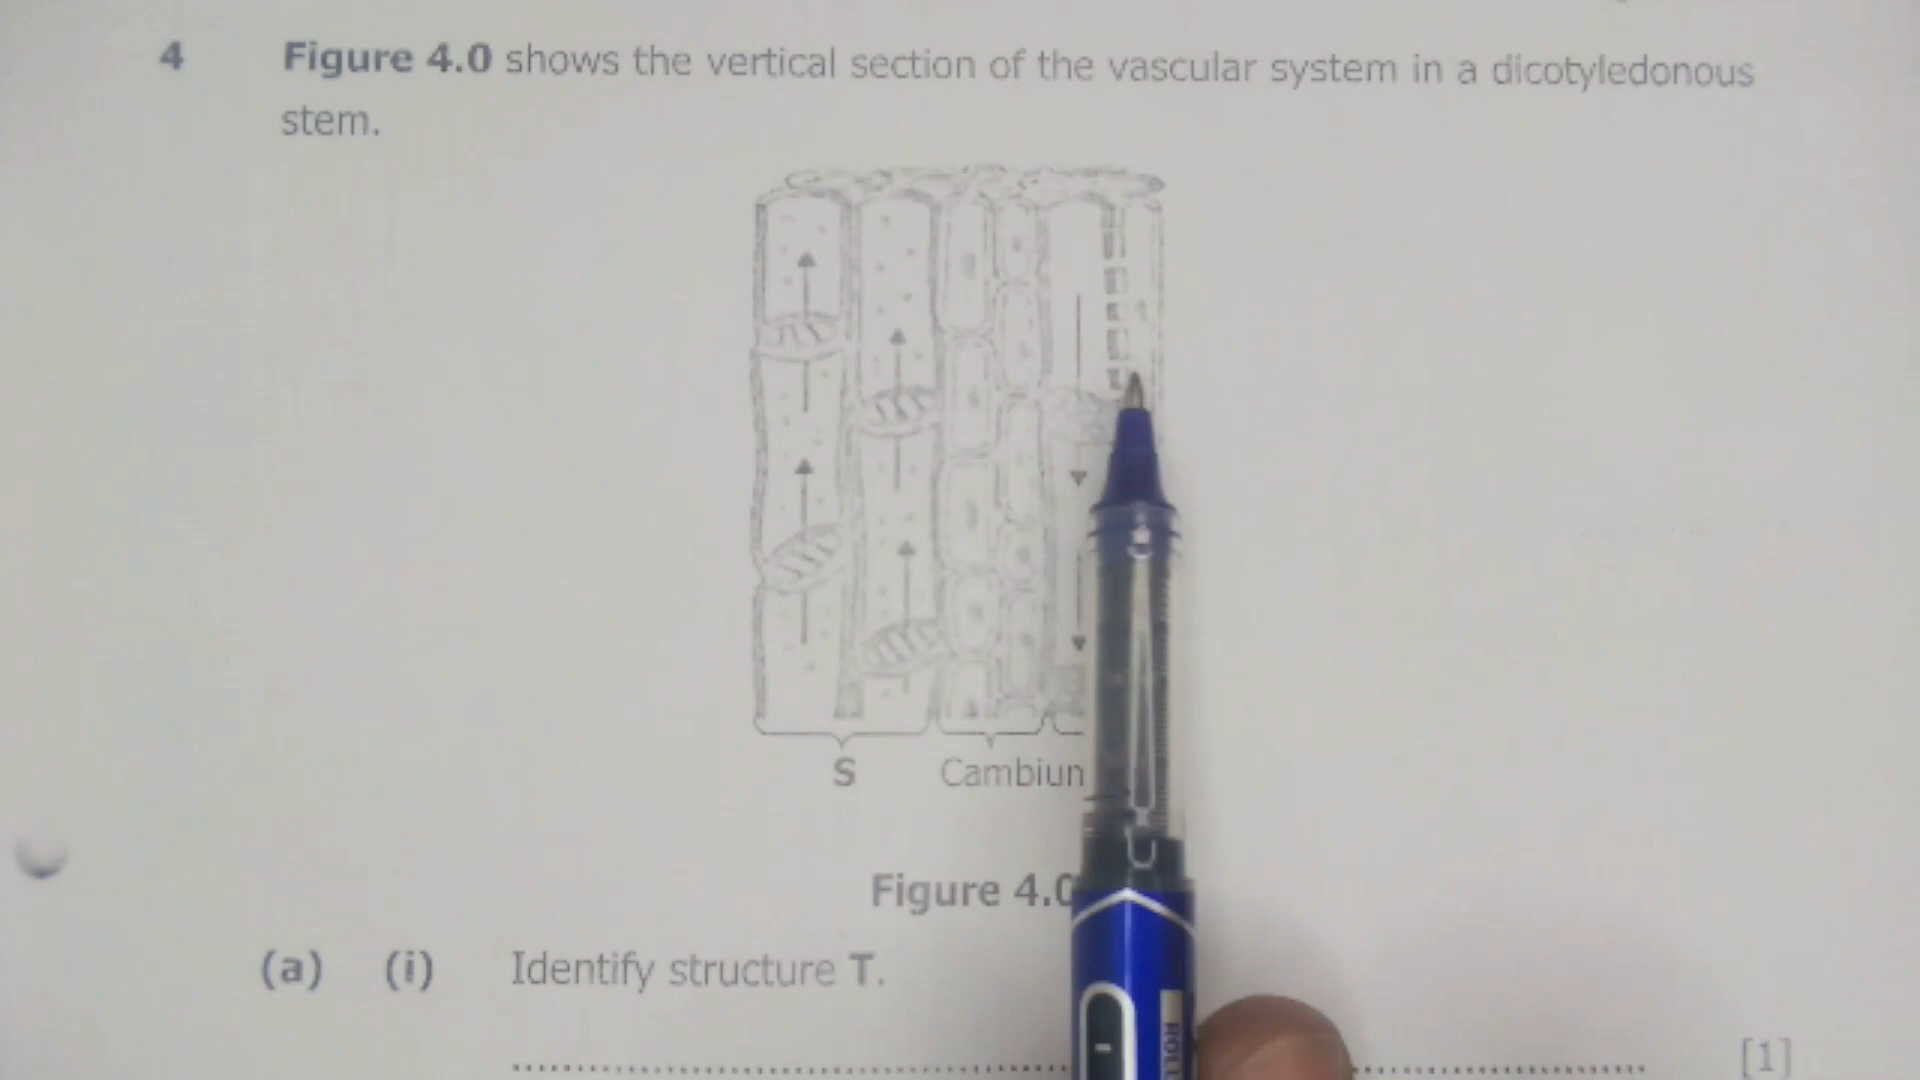 4 Figure 4.0 shows the vertical section of the vascular system in a dicotyledonous
stem.
S Cambiun
Figure 4.0
(a) (i) Identify structure T.
[1]